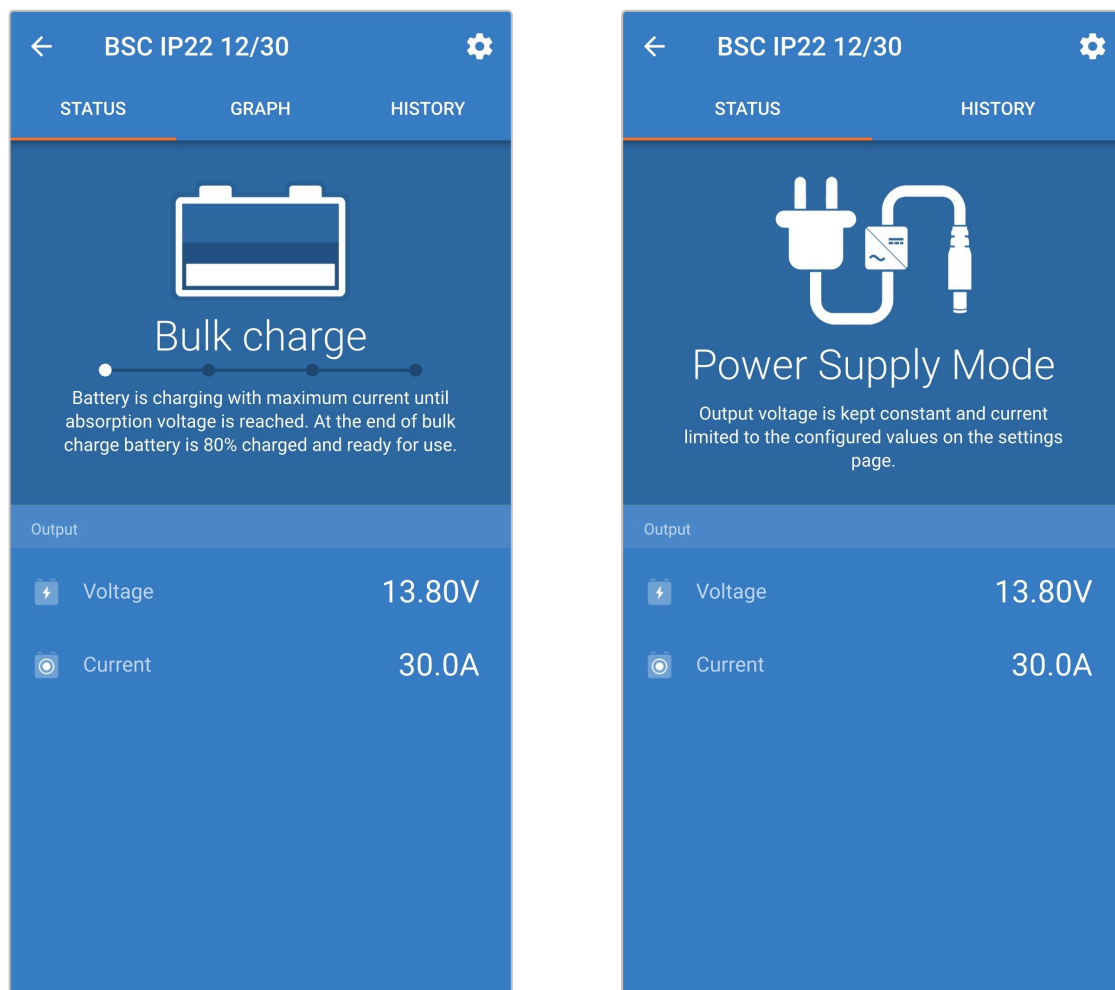 BSC IP22 12/30
STATUS GRAPH HISTORY
Bulk charge
Battery is charging with maximum current until
absorption voltage is reached. At the end of bulk
charge battery is 80% charged and ready for use.
Output
Voltage 13.80V
Current 30.0A
BSC IP22 12/30
STATUS HISTORY
Power Supply Mode
Output voltage is kept constant and current
limited to the configured values on the settings
page.
Output
Voltage 13.80V
Current 30.0A